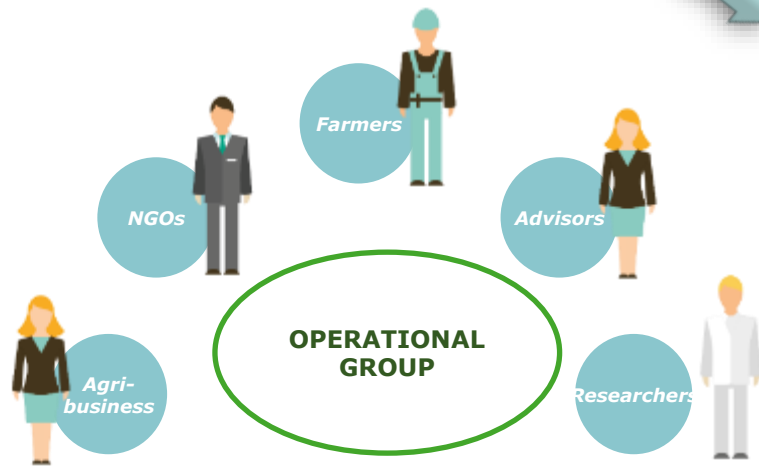 Farmers
NGOs
Advisors
OPERATIONAL
GROUP
Agri-
business
Researchers